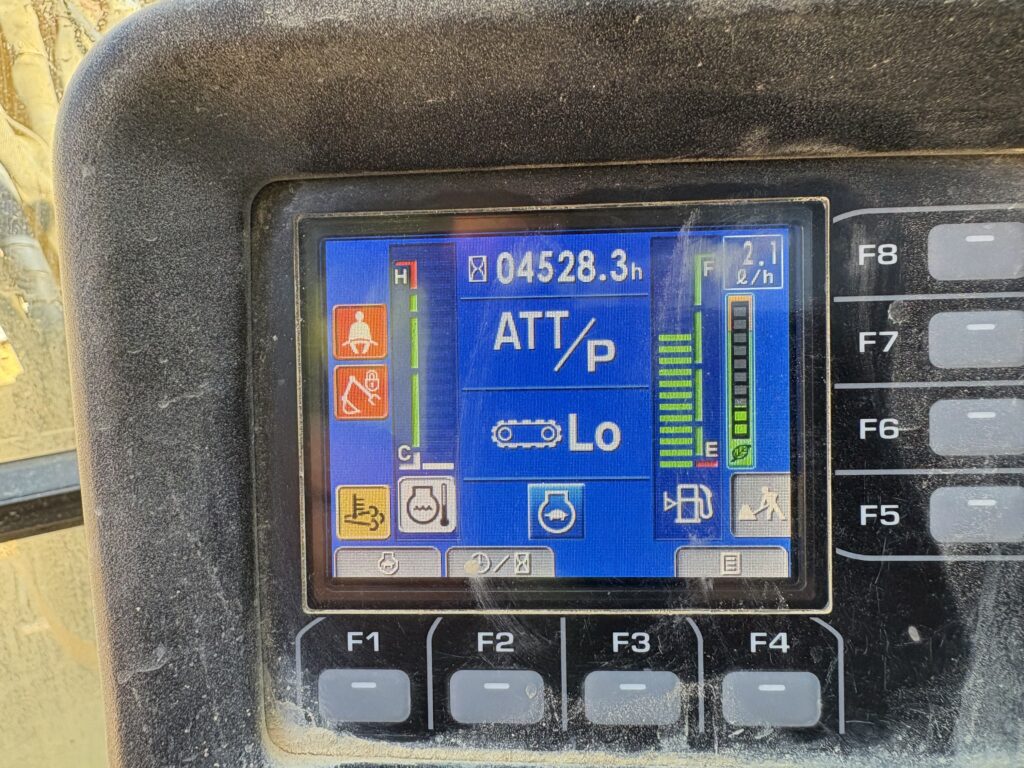 H
04528.3h
F
2.1
ℓ/h
ATT/P
Lo
C
E
F8
F7
F6
F5
F1
F2
F3
F4